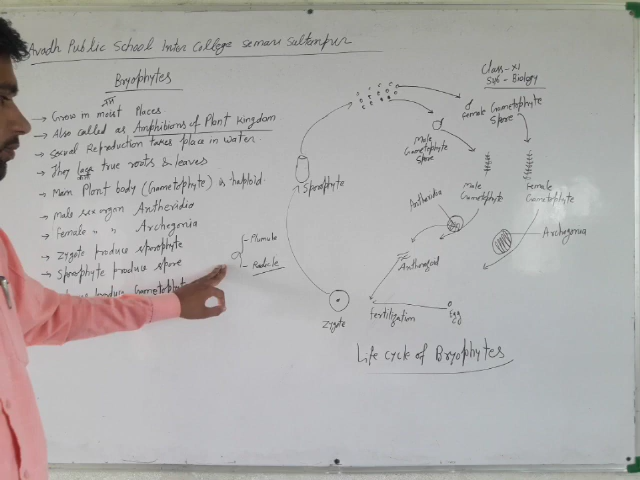 Avadh Public School Inter College Semari Sultanpur
Bryophytes
→ Grow in moist Places.
→ Also called as Amphibians of Plant Kingdom
→ Sexual Reproduction takes place in water.
→ They lack true roots & leaves
→ Main Plant body (Gametophyte) is haploid.
→ Male sex organ Antheridia
→ Female " " Archegonia
→ Zygote produce sporophyte
→ Sporophyte produce spore
produce Gametophyte
Plumule
Radicle
Class - XI
Sub - Biology
♂
Female Gametophyte
Spore
♂
Male
Gametophyte
Spore
Sporophyte
Antheridia
Male
Gametophyte
Female
Gametophyte
Archegonia
Antherozoid
Zygote
Fertilization
Egg
Life cycle of Bryophytes